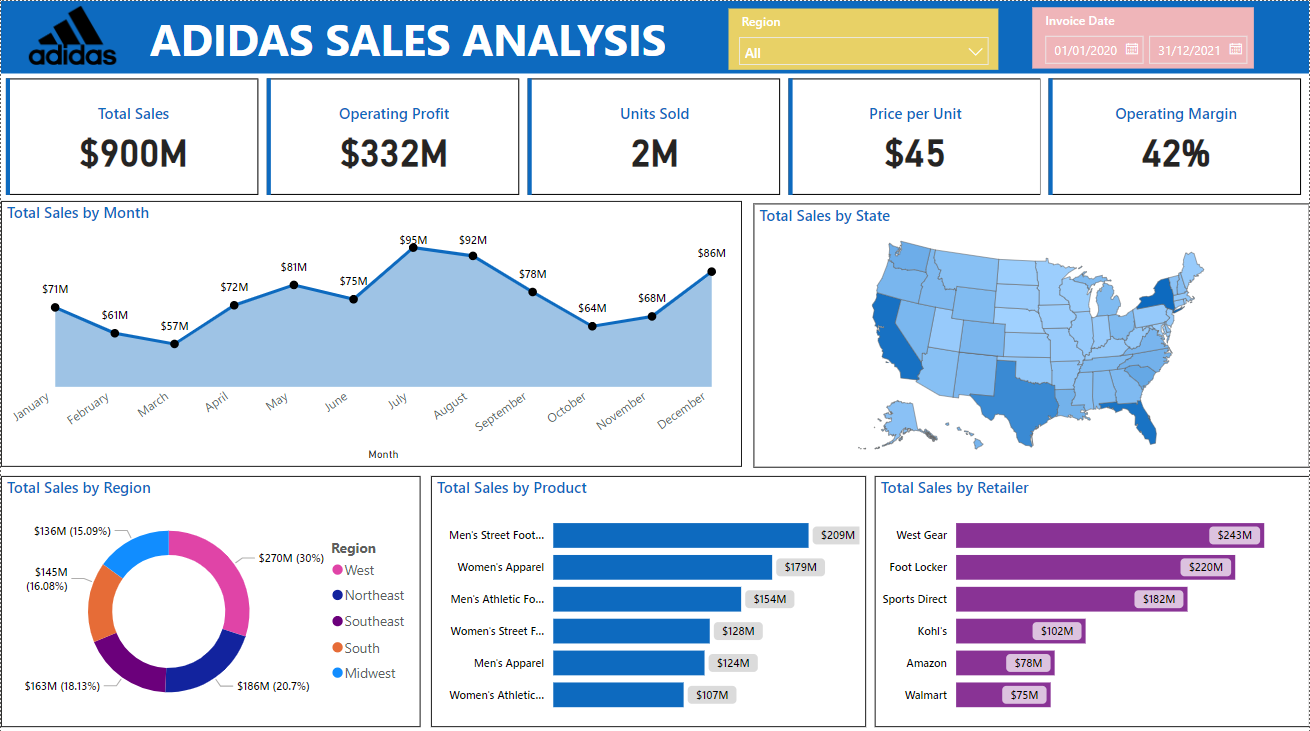 adidas
ADIDAS SALES ANALYSIS
Region
All
Invoice Date
01/01/2020
31/12/2021
Total Sales
$900M
Operating Profit
$332M
Units Sold
2M
Price per Unit
$45
Operating Margin
42%
Total Sales by Month
$71M
$61M
$57M
$72M
$81M
$75M
$95M
$92M
$78M
$64M
$68M
$86M
January
February
March
April
May
June
July
August
September
October
November
December
Month
Total Sales by State
Total Sales by Region
$136M (15.09%)
$145M
(16.08%)
$163M (18.13%)
$270M (30%)
$186M (20.7%)
Region
West
Northeast
Southeast
South
Midwest
Total Sales by Product
Men's Street Foot... $209M
Women's Apparel $179M
Men's Athletic Fo... $154M
Women's Street F... $128M
Men's Apparel $124M
Women's Athletic... $107M
Total Sales by Retailer
West Gear $243M
Foot Locker $220M
Sports Direct $182M
Kohl's $102M
Amazon $78M
Walmart $75M